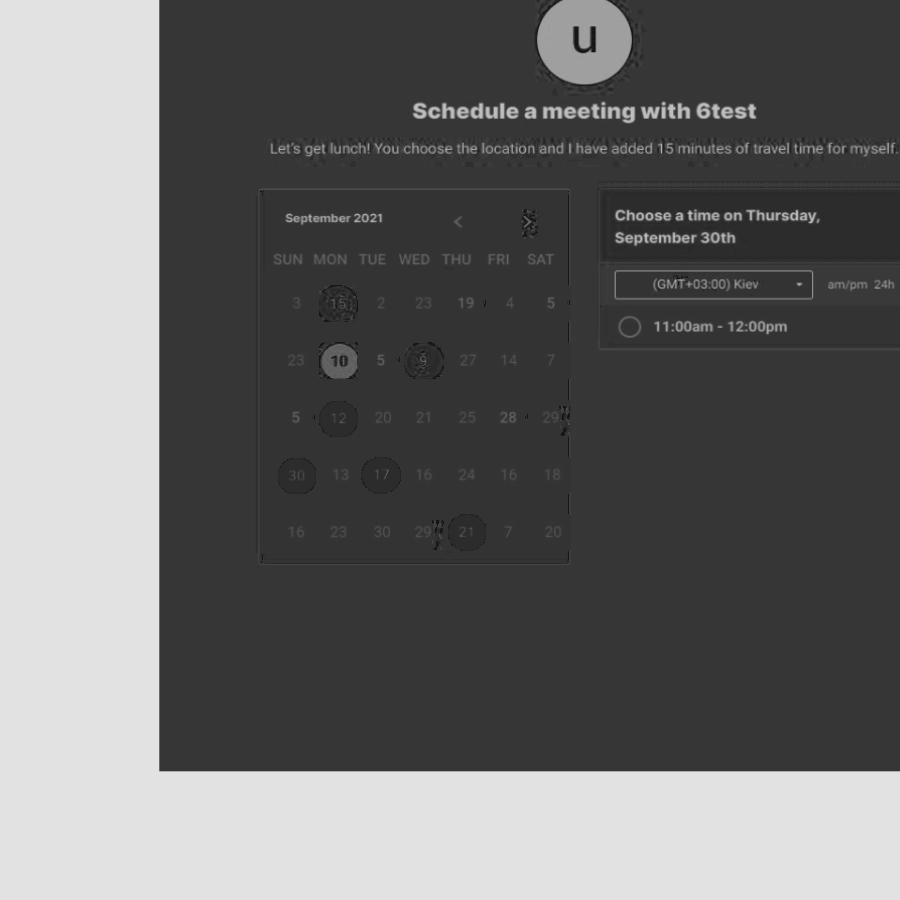 u
Schedule a meeting with 6test
Let's get lunch! You choose the location and I have added 15 minutes of travel time for myself.
September 2021
SUN MON TUE WED THU FRI SAT
3 15 2 23 19 4 5
23 10 5 9 27 14 7
5 12 20 21 25 28 29
30 13 17 16 24 16 18
16 23 30 29 21 7 20
Choose a time on Thursday,
September 30th
(GMT+03:00) Kiev am/pm 24h
11:00am - 12:00pm